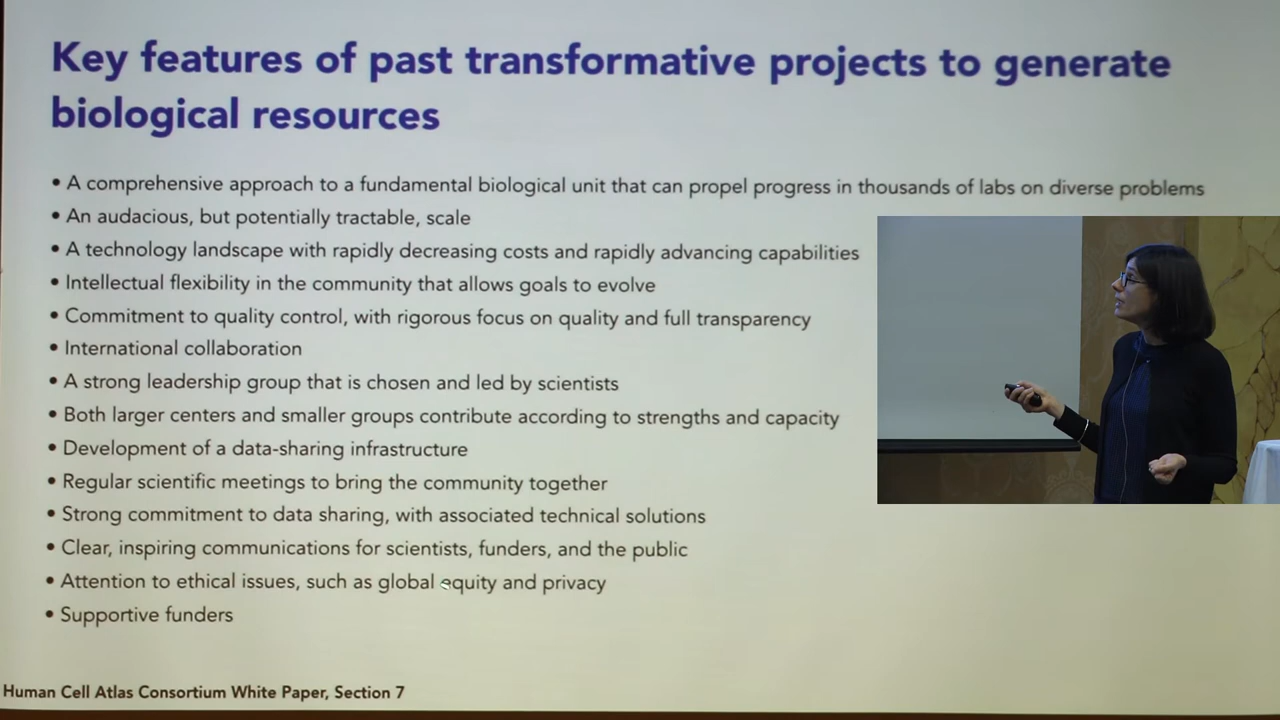 Key features of past transformative projects to generate
biological resources
• A comprehensive approach to a fundamental biological unit that can propel progress in thousands of labs on diverse problems
• An audacious, but potentially tractable, scale
• A technology landscape with rapidly decreasing costs and rapidly advancing capabilities
• Intellectual flexibility in the community that allows goals to evolve
• Commitment to quality control, with rigorous focus on quality and full transparency
• International collaboration
• A strong leadership group that is chosen and led by scientists
• Both larger centers and smaller groups contribute according to strengths and capacity
• Development of a data-sharing infrastructure
• Regular scientific meetings to bring the community together
• Strong commitment to data sharing, with associated technical solutions
• Clear, inspiring communications for scientists, funders, and the public
• Attention to ethical issues, such as global equity and privacy
• Supportive funders
Human Cell Atlas Consortium White Paper, Section 7